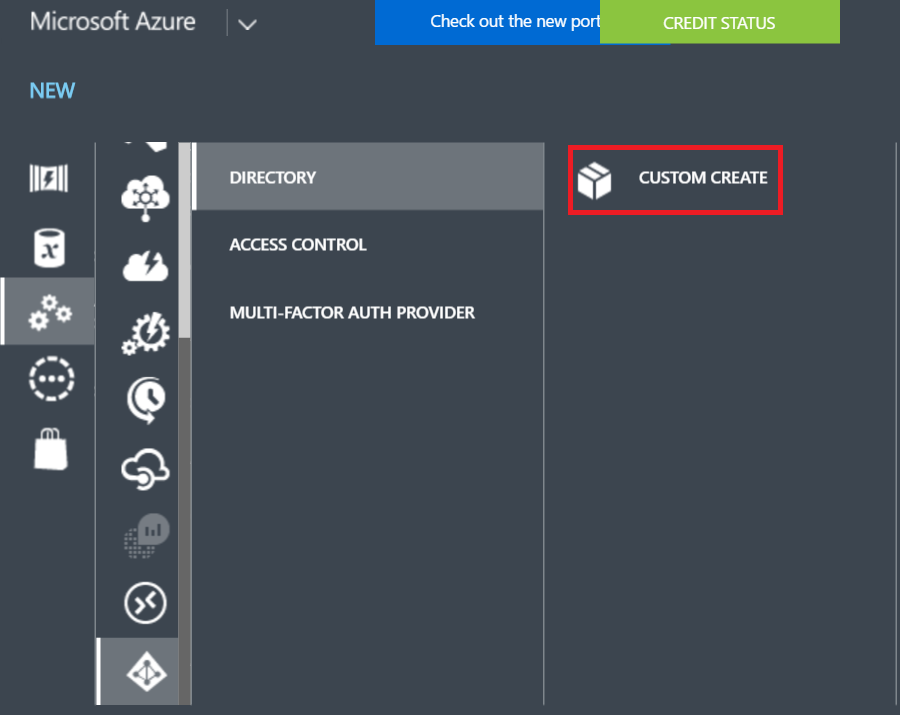 Microsoft Azure
Check out the new port
CREDIT STATUS
NEW
DIRECTORY
CUSTOM CREATE
ACCESS CONTROL
MULTI-FACTOR AUTH PROVIDER